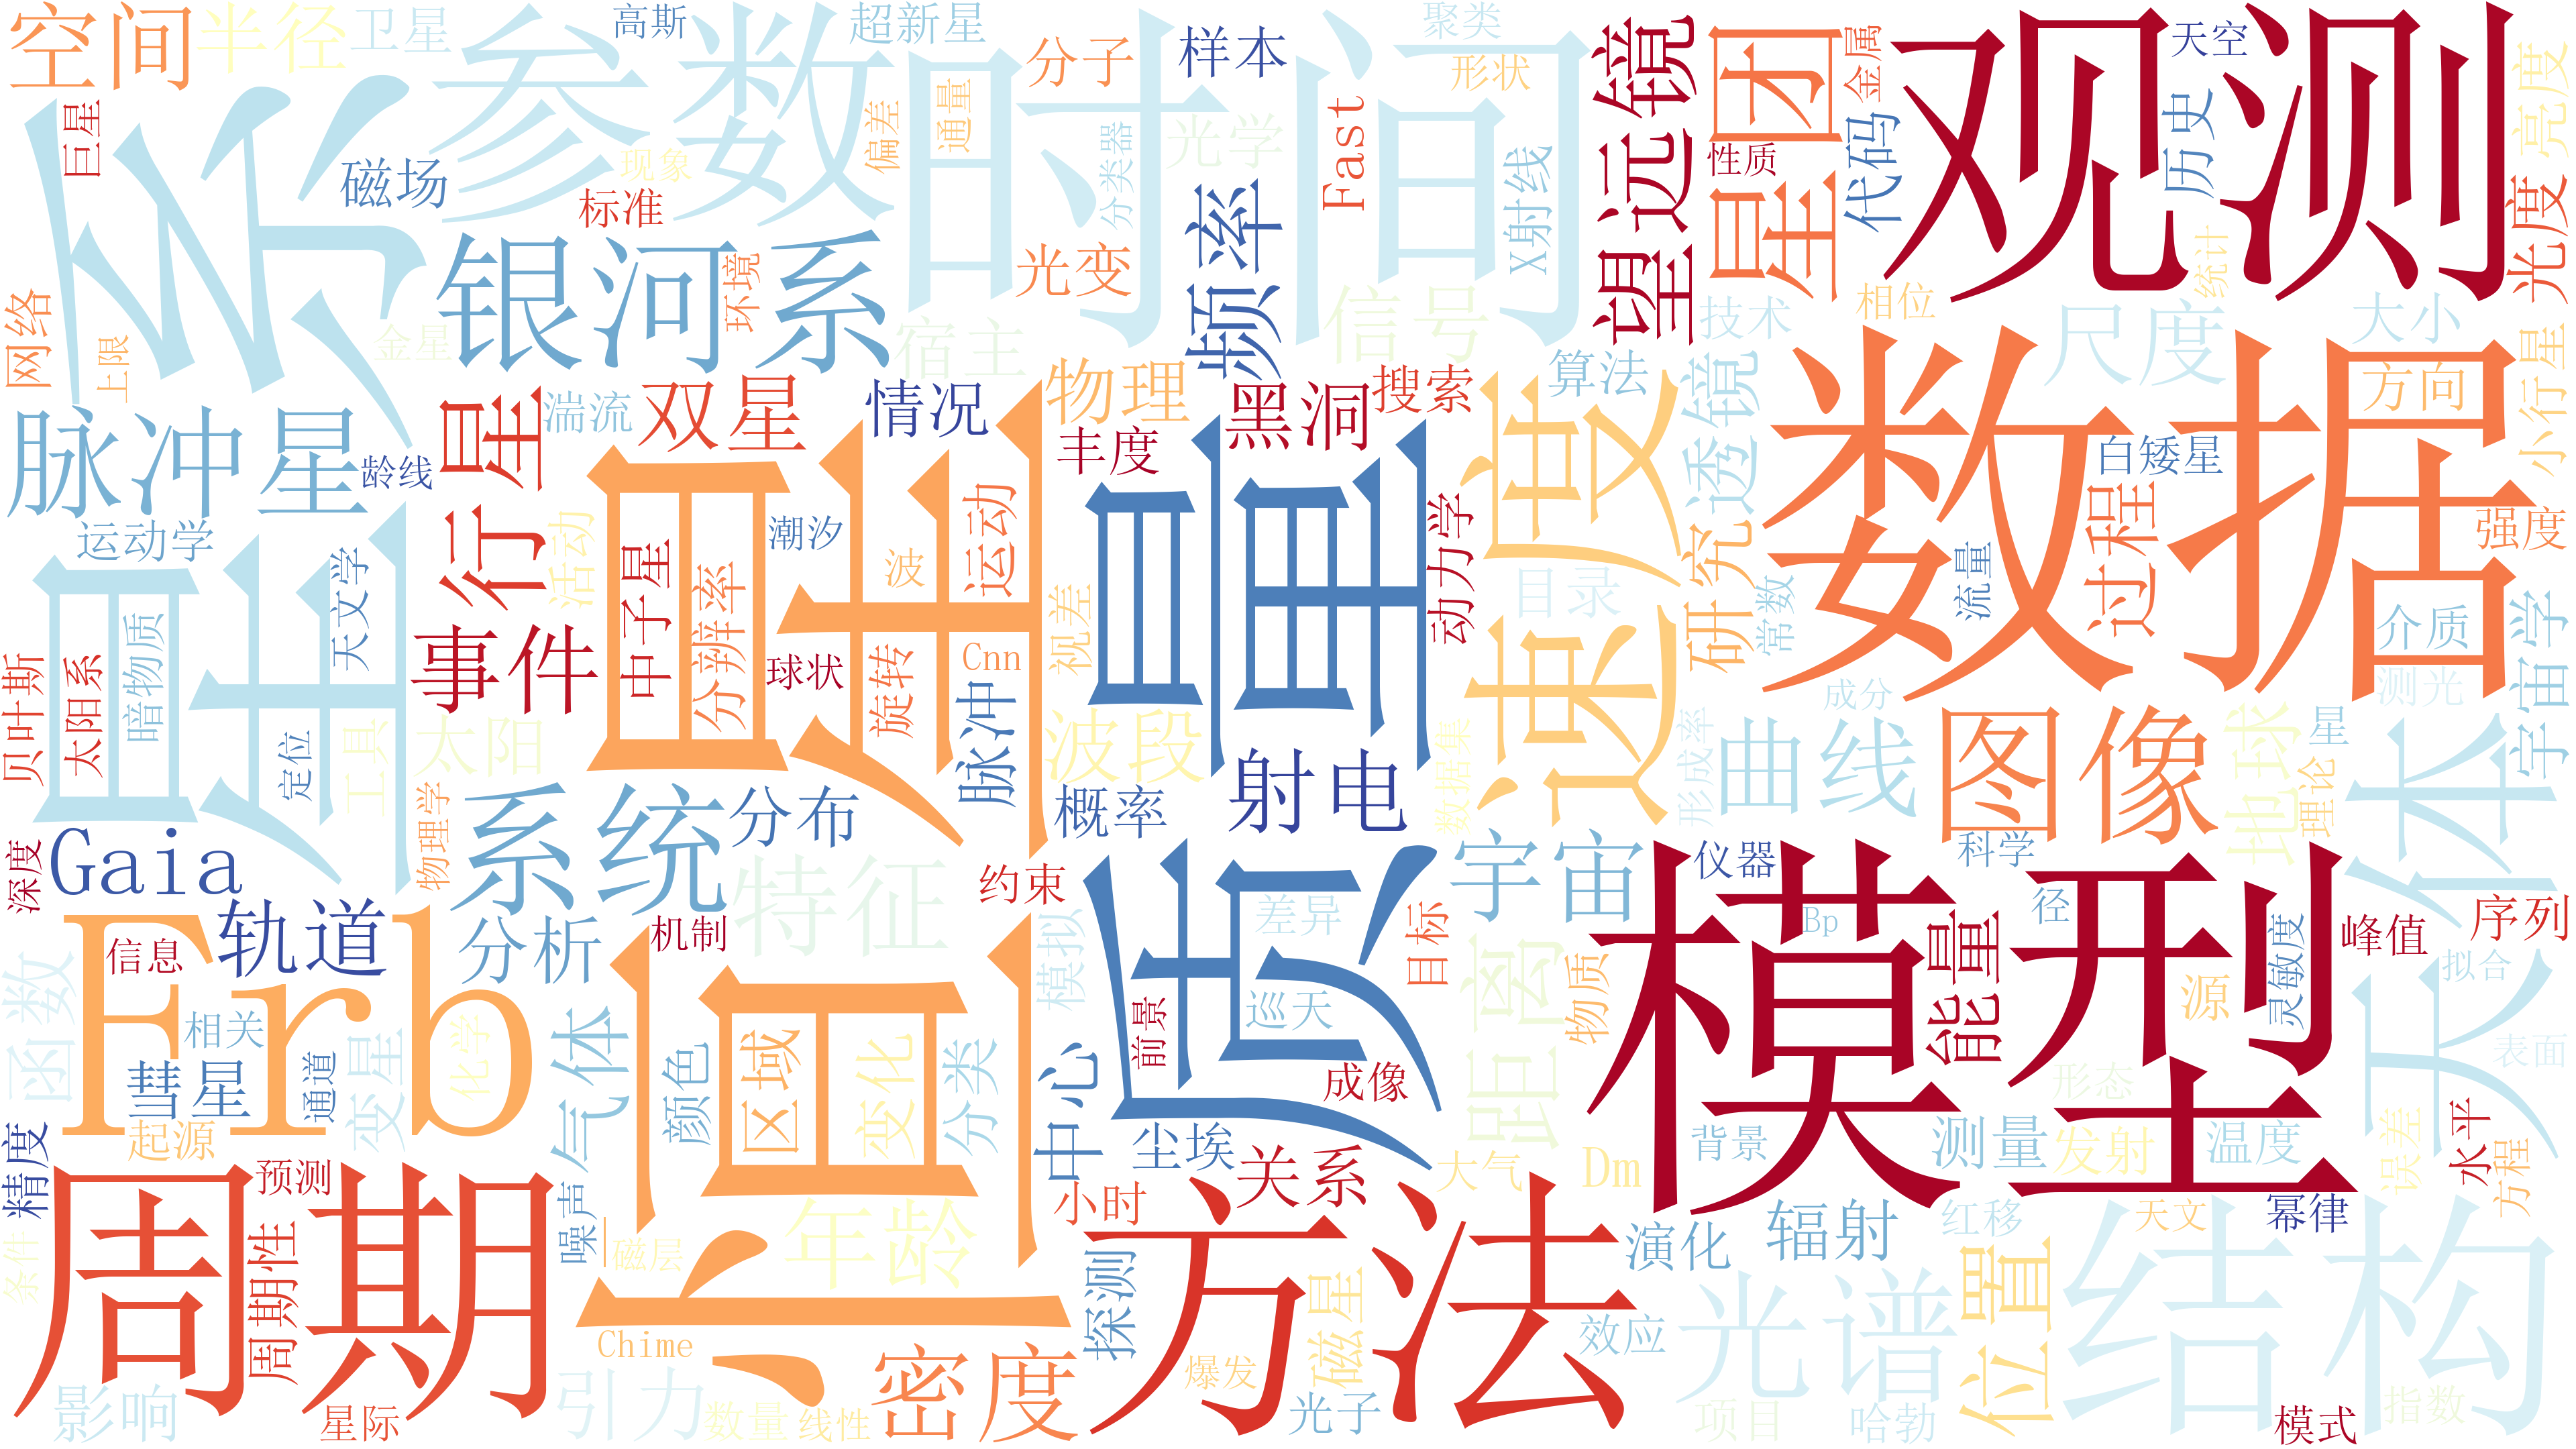 空间
半径
卫星
参数
高斯
超新星
时间
分子
样本
聚类
形状
望远镜
星团
金属
观测
天空
亮度
巨星
星系
磁场
现象
标准
偏差
通量
分类器
光学
频率
Fast
X射线
性质
代码
历史
光度
网络
上限
金星
银河系
环境
宿主
光变
信号
技术
相位
统计
尺度
大小
小行星
脉冲星
龄线
行星
湍流
双星
情况
物理
黑洞
搜索
算法
透镜
数据
方向
白矮星
运动学
天文学
活动
恒星
中子星
分辨率
潮汐
波
运动
丰度
质量
动力学
速度
研究
目录
常数
流量
过程
强度
介质
宇宙学
贝叶斯
太阳系
暗物质
定位
工具
事件
太阳
球状
旋转
Cnn
脉冲
视差
波段
数据集
形成率
成分
曲线
图像
测光
地球
星
理论
天体
深度
Gaia
物理学
系统
分布
概率
射电
宇宙
仪器
科学
Frb
信息
轨道
分析
机制
特征
约束
模拟
差异
目标
距离
Bp
模型
能量
径
源
灵敏度
峰值
序列
拟合
函数
相关
彗星
通道
变星
化学
气体
颜色
区域
变化
分类
中心
前景
巡天
成像
物质
背景
测量
形态
发射
温度
表面
误差
水平
方程
精度
起源
预测
周期
周期性
噪声
磁层
年龄
小时
尘埃
关系
大气
Dm
演化
辐射
红移
天文
幂律
条件
影响
星际
Chime
引力
数量
线性
密度
探测
方法
爆发
磁星
光子
效应
光谱
项目
哈勃
位置
结构
模式
指数